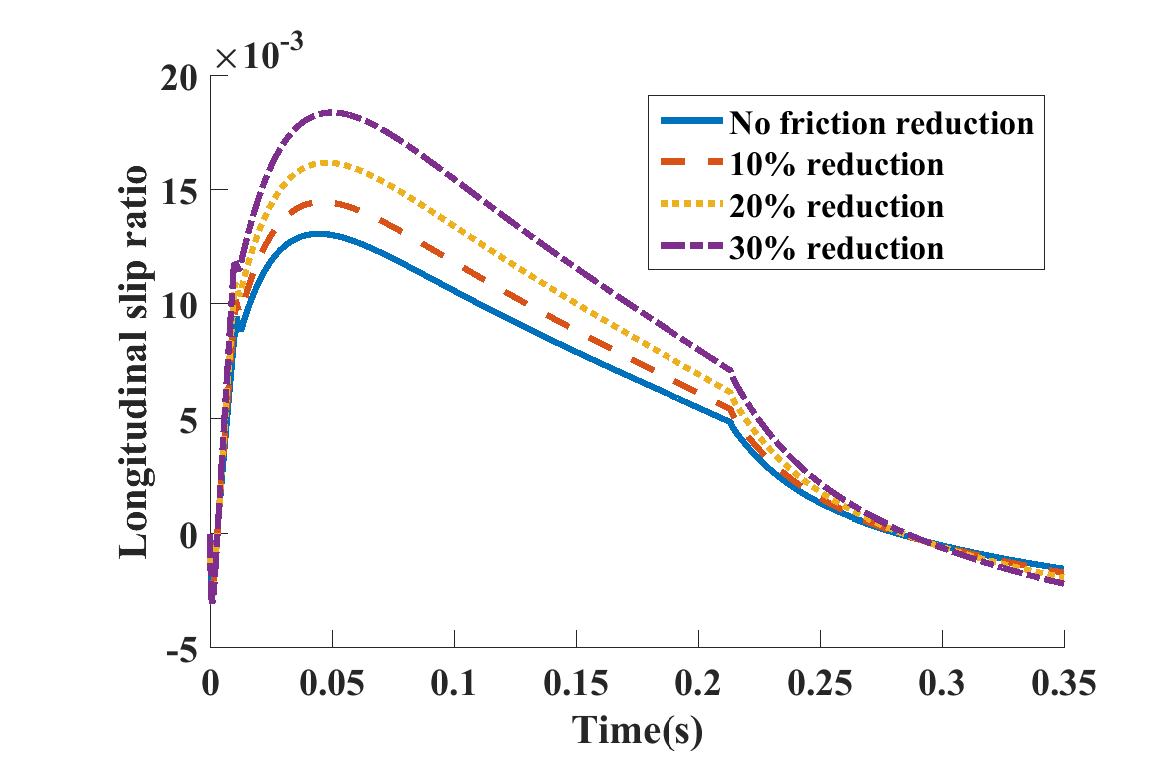 ×10-3
20
15
10
5
0
-5
Longitudinal slip ratio
No friction reduction
10% reduction
20% reduction
30% reduction
0 0.05 0.1 0.15 0.2 0.25 0.3 0.35
Time(s)